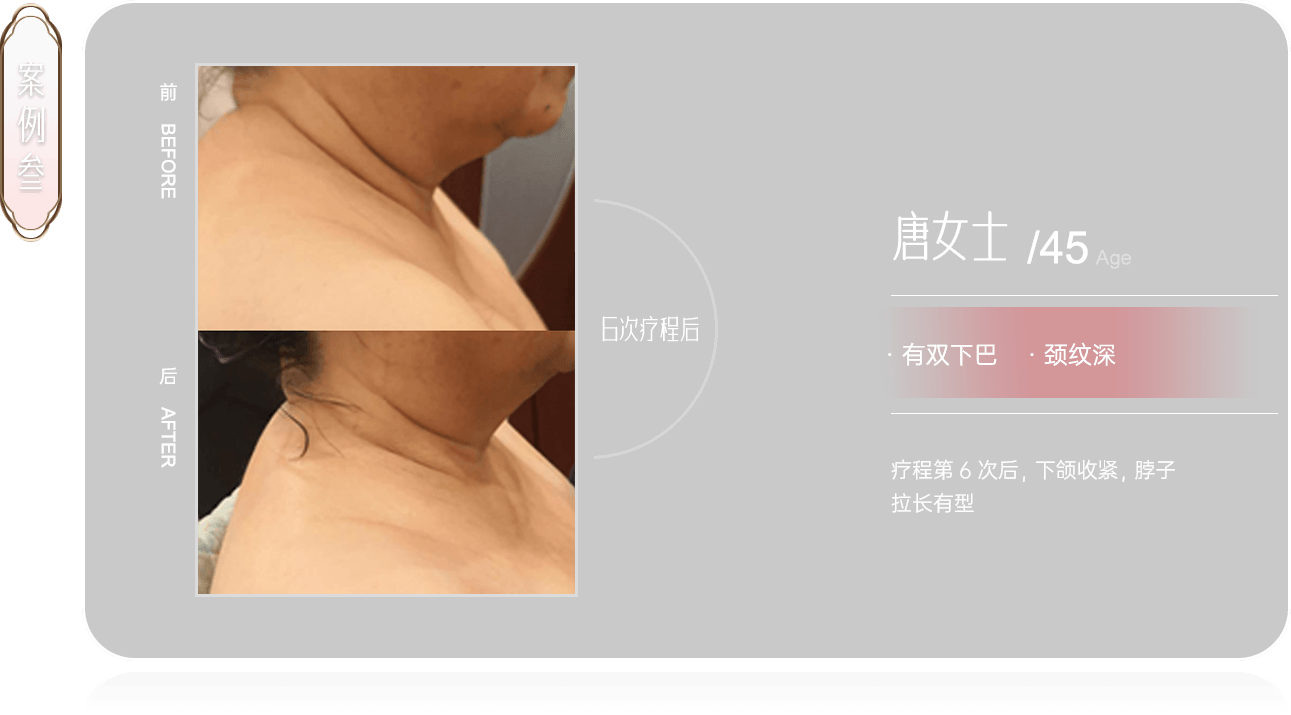 案例叁
前 BEFORE
后 AFTER
6次疗程后
唐女士 /45 Age
· 有双下巴 · 颈纹深
疗程第 6 次后, 下颌收紧, 脖子
拉长有型